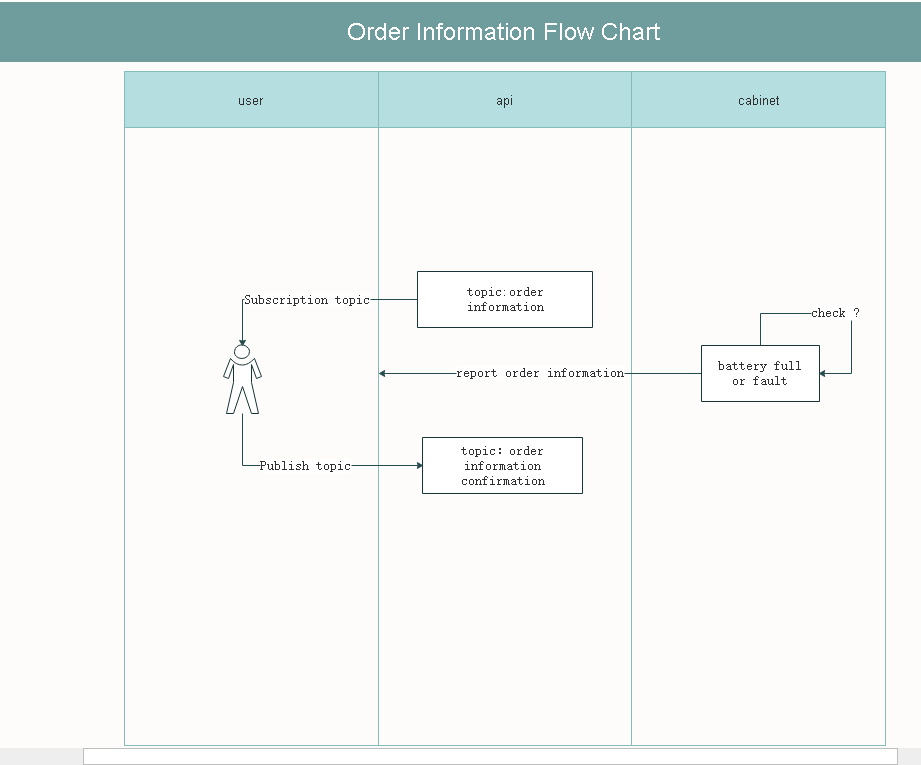 Order Information Flow Chart
user
api
cabinet
topic:order
information
Subscription topic
check ?
battery full
or fault
report order information
topic: order
information
confirmation
Publish topic